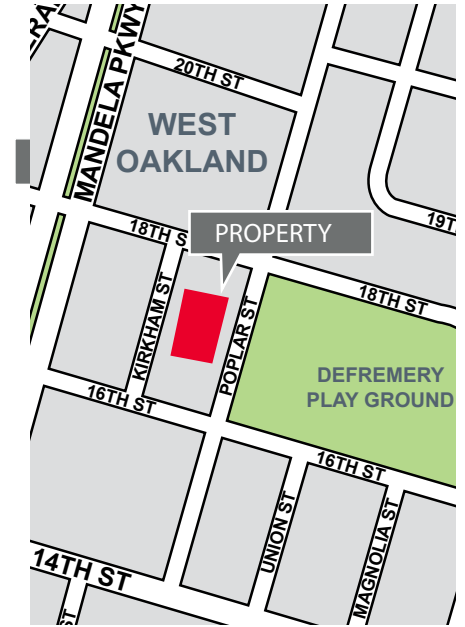 MANDELA PKWY
20TH ST
WEST
OAKLAND
19T
18TH S
PROPERTY
18TH ST
KIRKHAM ST
POPLAR ST
DEFREMERY
PLAY GROUND
16TH ST
16TH ST
UNION ST
MAGNOLIA ST
14TH ST
ST